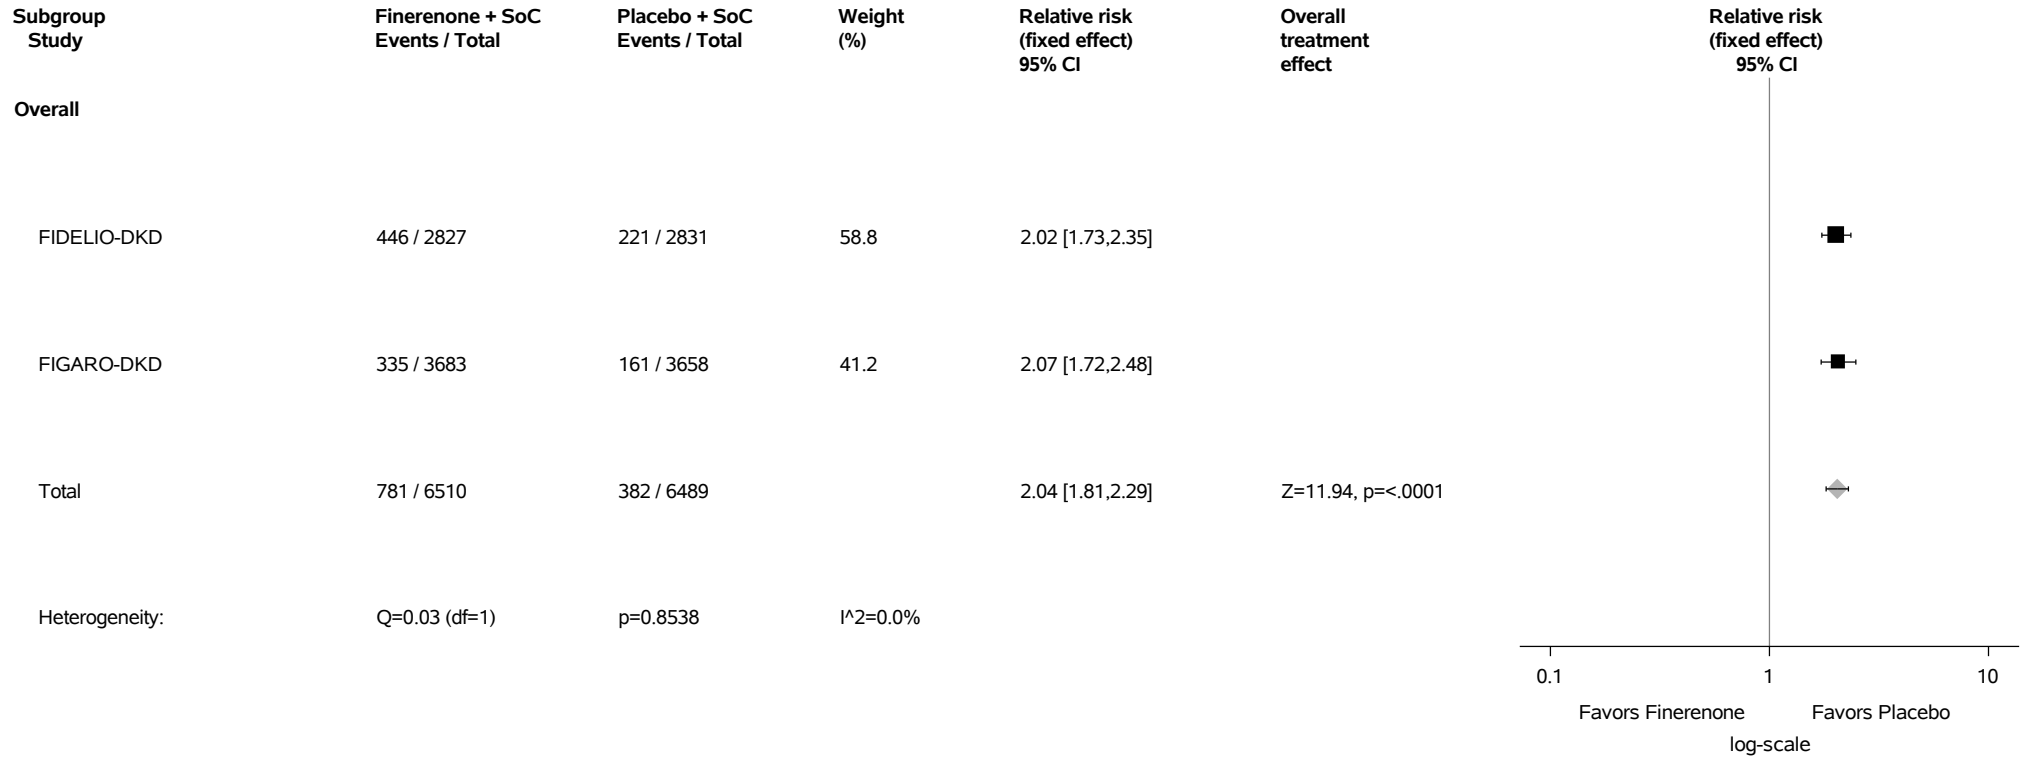 Subgroup Finerenone + SoC Placebo + SoC Weight Relative risk Overall Relative risk
Study Events / Total Events / Total (%) (fixed effect) treatment (fixed effect)
95% CI effect 95% CI
Overall
FIDELIO-DKD 446 / 2827 221 / 2831 58.8 2.02 [1.73,2.35]
FIGARO-DKD 335 / 3683 161 / 3658 41.2 2.07 [1.72,2.48]
Total 781 / 6510 382 / 6489 2.04 [1.81,2.29] Z=11.94, p=<.0001
Heterogeneity: Q=0.03 (df=1) p=0.8538 I^2=0.0%
0.1 1 10
Favors Finerenone Favors Placebo
log-scale